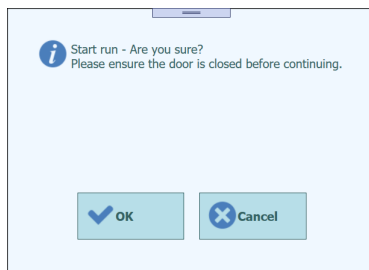 Start run - Are you sure?
Please ensure the door is closed before continuing.
OK
Cancel